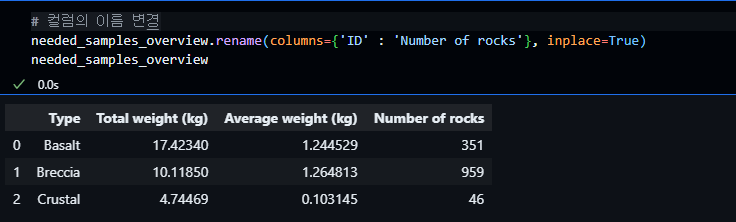 # 컬럼의 이름 변경
needed_samples_overview.rename(columns={'ID' : 'Number of rocks'}, inplace=True)
needed_samples_overview
0.0s
Type Total weight (kg) Average weight (kg) Number of rocks
0 Basalt 17.42340 1.244529 351
1 Breccia 10.11850 1.264813 959
2 Crustal 4.74469 0.103145 46